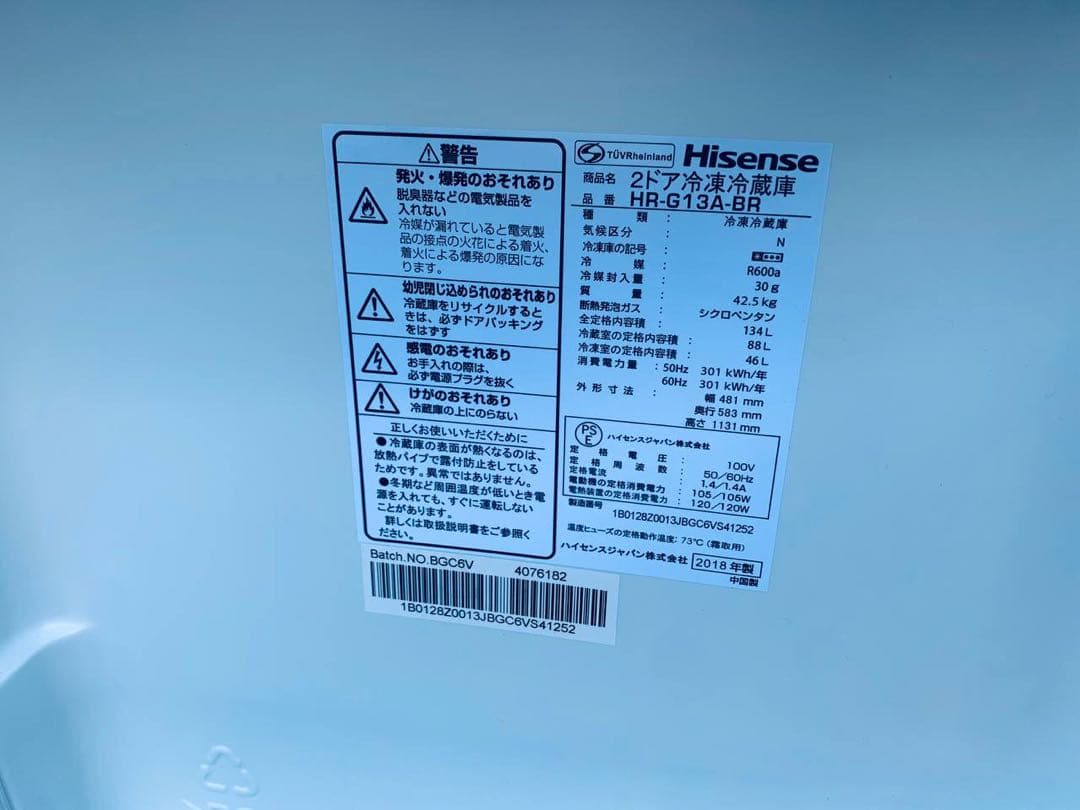 ⚠警告
発火・爆発のおそれあり
脱臭器などの電気製品を
入れない
冷媒が漏れていると電気製
品の接点の火花による着火、
着火による爆発の原因にな
ります。
幼児閉じ込められのおそれあり
冷蔵庫をリサイクルすると
きは、必ずドアパッキング
をはずす
感電のおそれあり
お手入れの際は、
必ず電源プラグを抜く
けがのおそれあり
冷蔵庫の上にのらない
正しくお使いいただくために
●冷蔵庫の表面が熱くなるのは、
放熱パイプで露付防止をしている
ためです。異常ではありません。
●冬期など周囲温度が低いとき電
源を入れても、すぐに運転しない
ことがあります。
詳しくは取扱説明書をご参照く
ださい。
TÜVRheinland Hisense
商品名 2ドア冷凍冷蔵庫
品番 HR-G13A-BR
種類 : 冷凍冷蔵庫
気候区分 : N
冷凍庫の記号 :
冷媒 : R600a
冷媒封入量 : 30g
質量 : 42.5kg
断熱発泡ガス : シクロペンタン
全定格内容積 : 134L
冷蔵室の定格内容積 : 88L
冷凍室の定格内容積 : 46L
消費電力量 : 50Hz 301 kWh/年
60Hz 301 kWh/年
外形寸法 : 幅 481 mm
奥行 583 mm
高さ 1131 mm
PSE ハイセンスジャパン株式会社
定格電圧 : 100V
定格周波数 : 50/60Hz
定格電流 : 1.4/1.4A
電動機の定格消費電力 : 105/105W
電熱装置の定格消費電力 : 120/120W
製造番号 1B0128Z0013JBGC6VS41252
温度ヒューズの定格動作温度: 73℃(霜取用)
ハイセンスジャパン株式会社 2018年製
中国製
Batch.NO.BGC6V 4076182
1B0128Z0013JBGC6VS41252